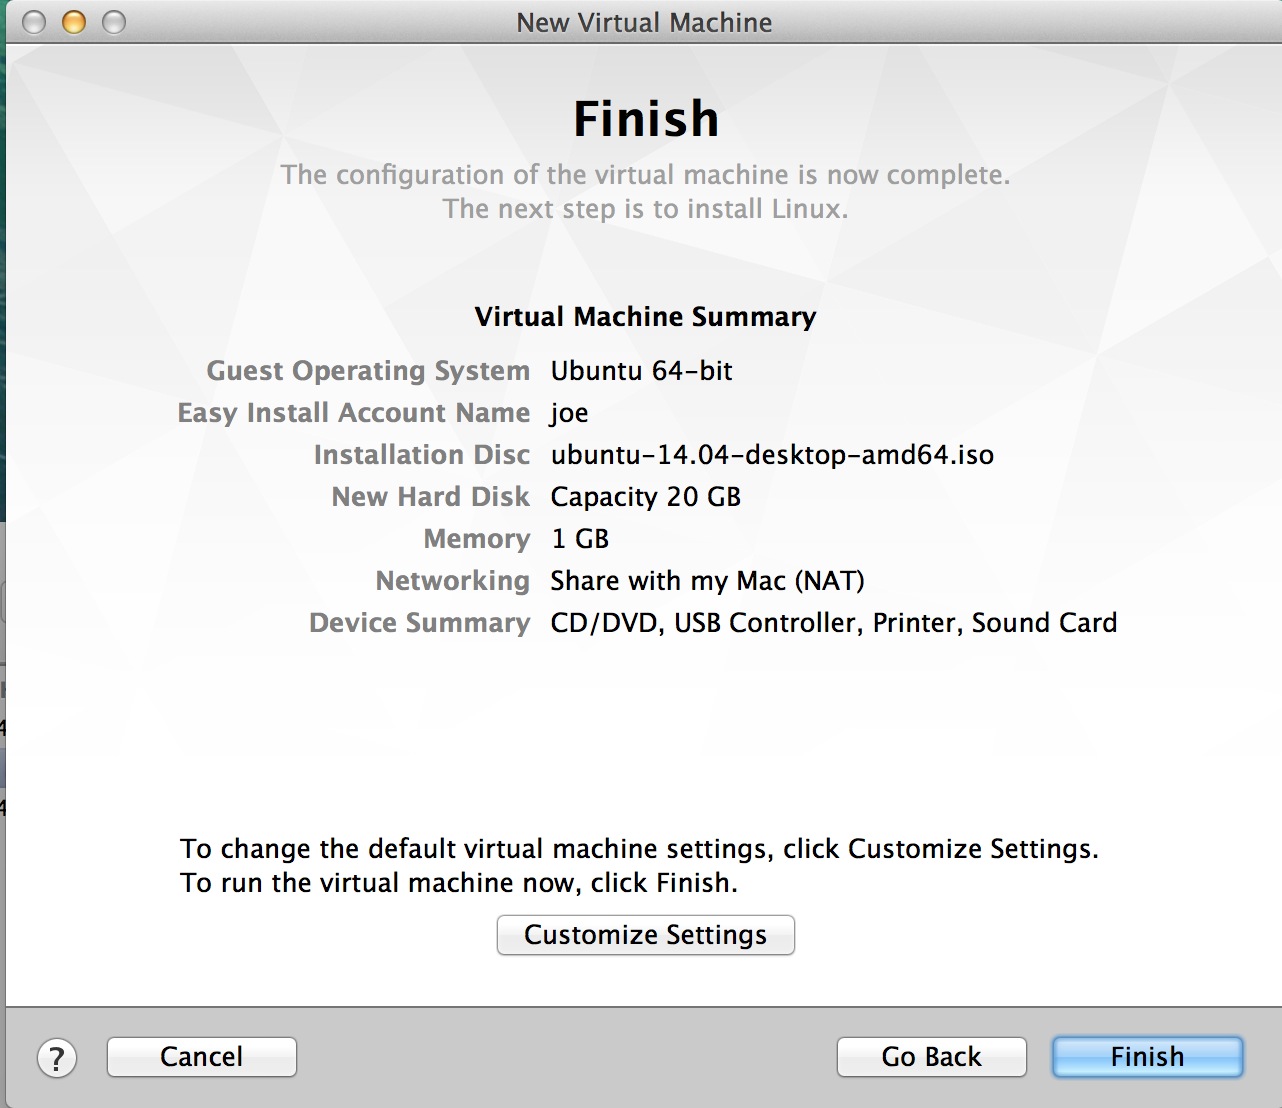 New Virtual Machine
Finish
The configuration of the virtual machine is now complete.
The next step is to install Linux.
Virtual Machine Summary
Guest Operating System Ubuntu 64-bit
Easy Install Account Name joe
Installation Disc ubuntu-14.04-desktop-amd64.iso
New Hard Disk Capacity 20 GB
Memory 1 GB
Networking Share with my Mac (NAT)
Device Summary CD/DVD, USB Controller, Printer, Sound Card
To change the default virtual machine settings, click Customize Settings.
To run the virtual machine now, click Finish.
Customize Settings
? Cancel Go Back Finish